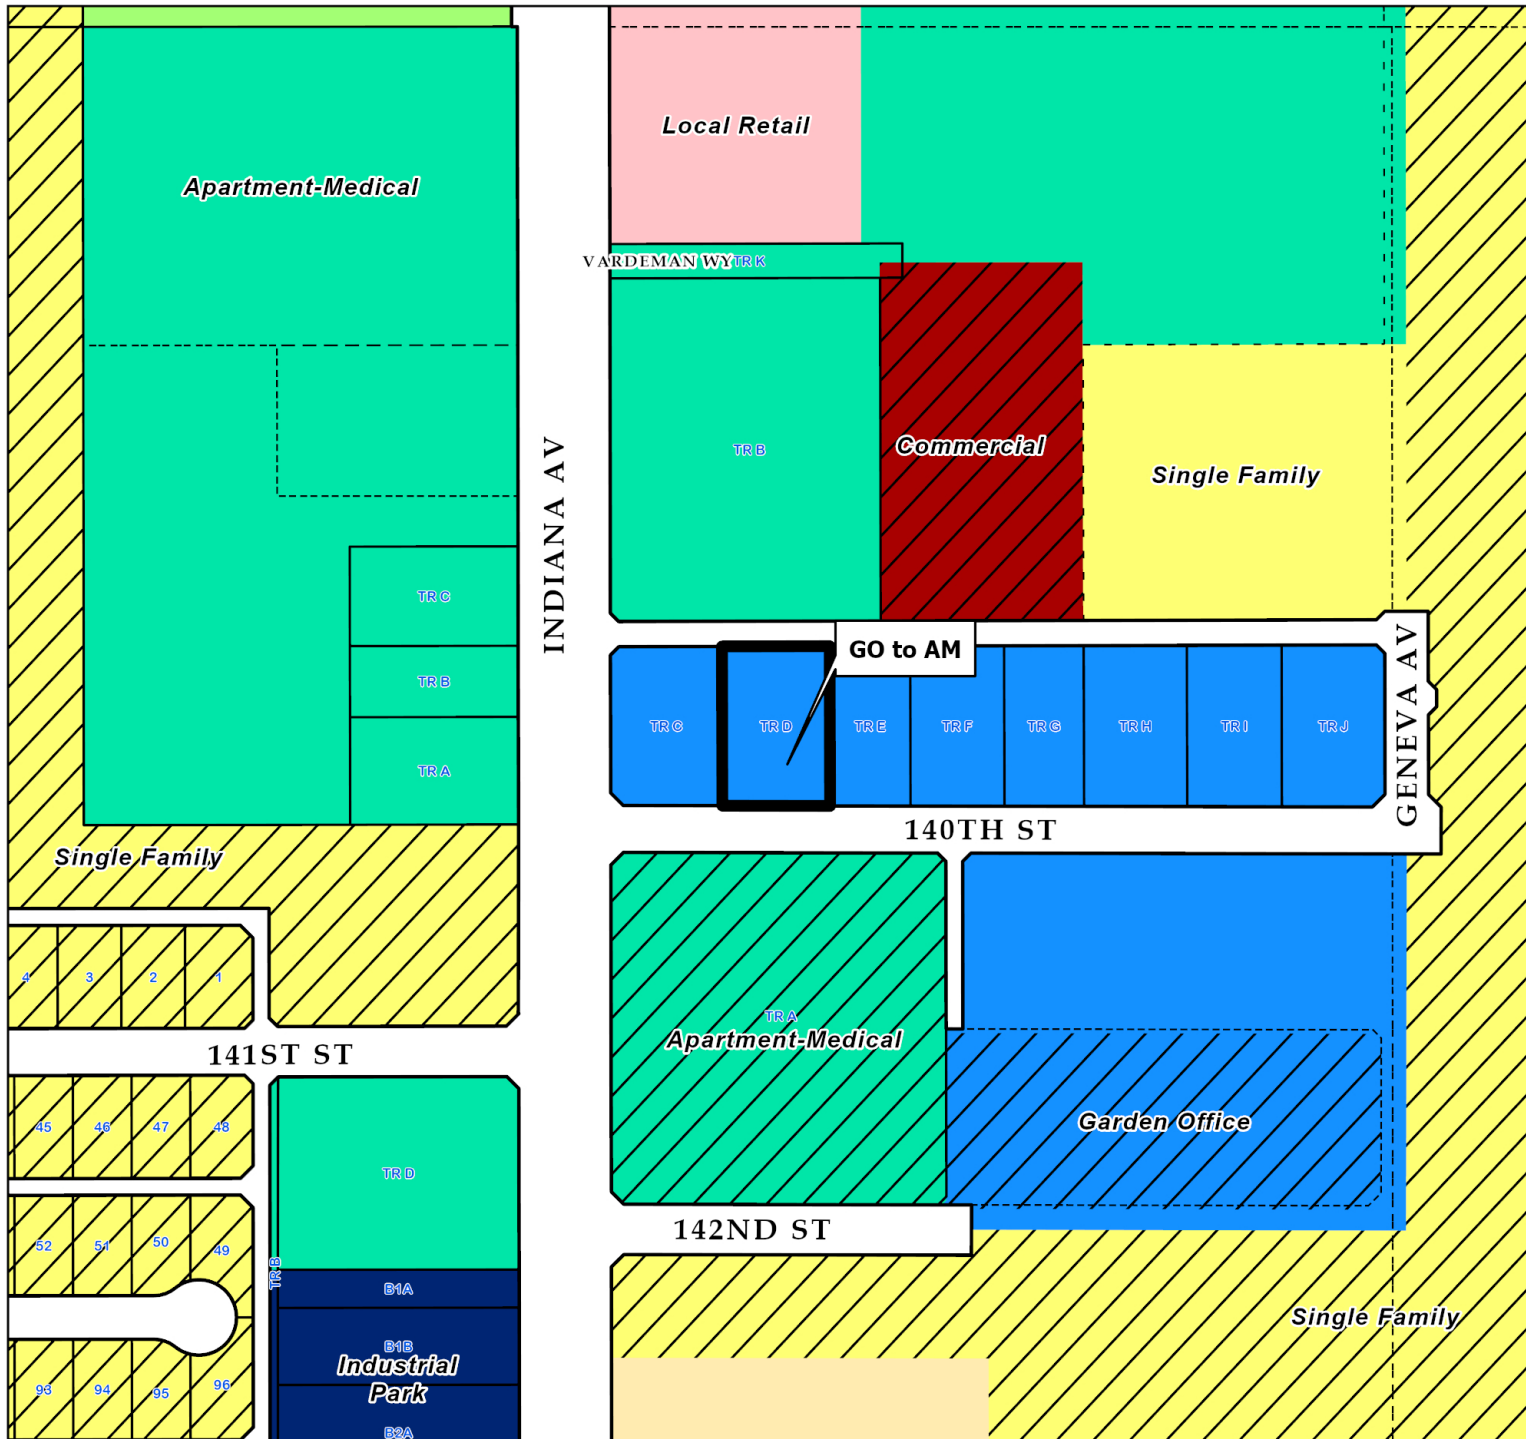 Local Retail
Apartment-Medical
VARDEMAN WY
TR K
INDIANA AV
TR B
Commercial
Single Family
TR C
TR B
TR A
GO to AM
TR C
TR D
TR E
TR F
TR G
TR H
TR I
TR J
GENEVA AV
140TH ST
Single Family
4
3
2
1
TR A
Apartment-Medical
141ST ST
Garden Office
45
46
47
48
TR D
142ND ST
52
51
50
49
TR B
B1A
Single Family
B1B
Industrial
Park
93
94
95
96
B2A